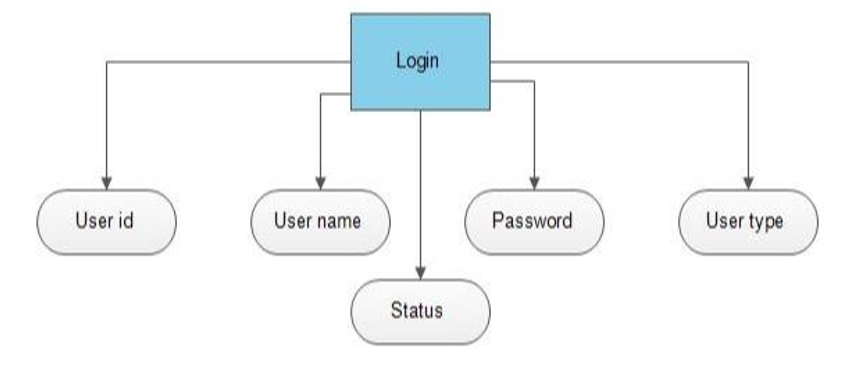 Login
User id
User name
Password
User type
Status